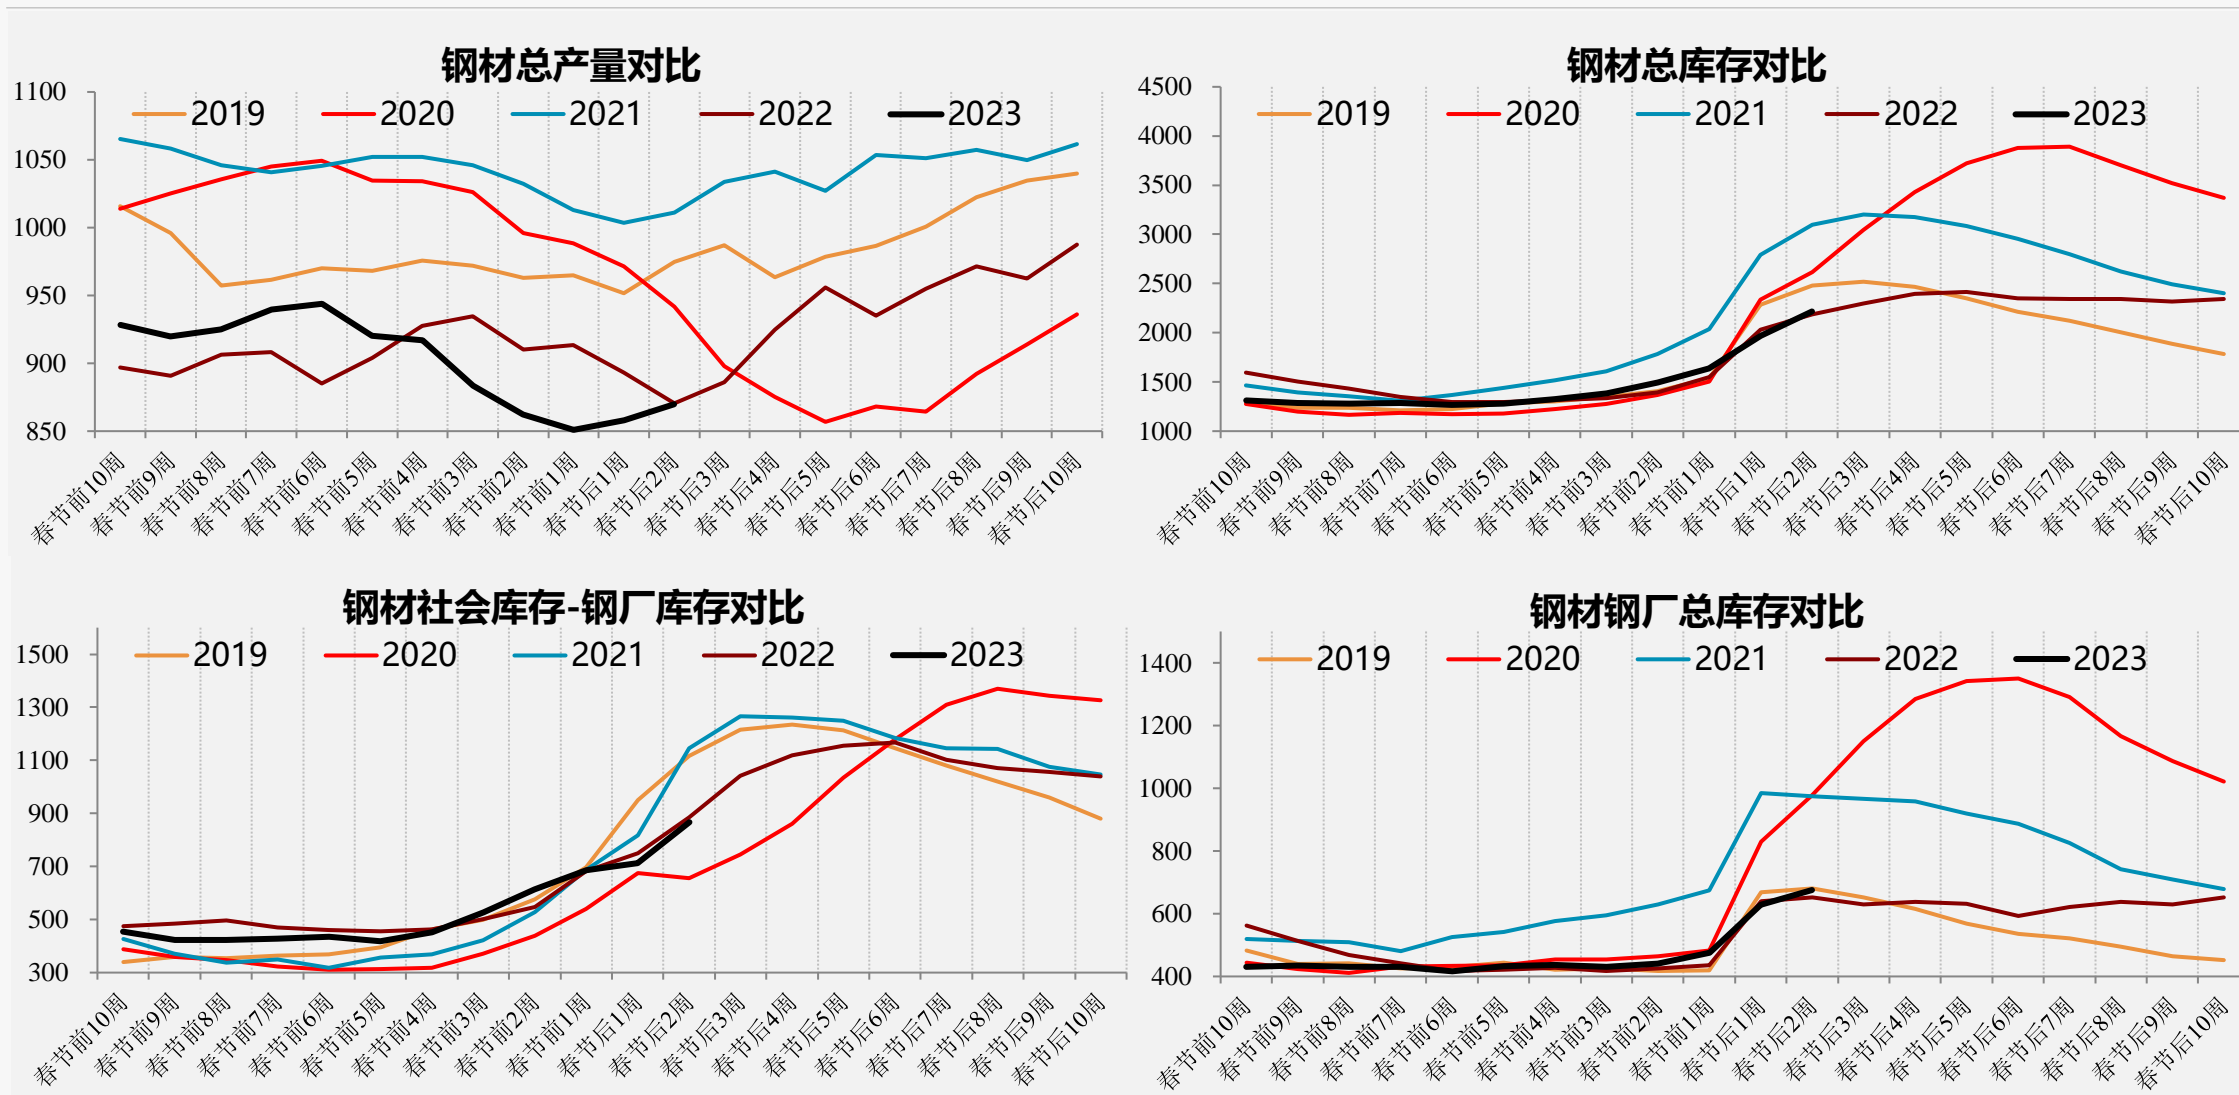 钢材总产量对比
2019 2020 2021 2022 2023
1100
1050
1000
950
900
850
春节前10周 春节前9周 春节前8周 春节前7周 春节前6周 春节前5周 春节前4周 春节前3周 春节前2周 春节前1周 春节后1周 春节后2周 春节后3周 春节后4周 春节后5周 春节后6周 春节后7周 春节后8周 春节后9周 春节后10周
钢材总库存对比
2019 2020 2021 2022 2023
4500
4000
3500
3000
2500
2000
1500
1000
春节前10周 春节前9周 春节前8周 春节前7周 春节前6周 春节前5周 春节前4周 春节前3周 春节前2周 春节前1周 春节后1周 春节后2周 春节后3周 春节后4周 春节后5周 春节后6周 春节后7周 春节后8周 春节后9周 春节后10周
钢材社会库存-钢厂库存对比
2019 2020 2021 2022 2023
1500
1300
1100
900
700
500
300
春节前10周 春节前9周 春节前8周 春节前7周 春节前6周 春节前5周 春节前4周 春节前3周 春节前2周 春节前1周 春节后1周 春节后2周 春节后3周 春节后4周 春节后5周 春节后6周 春节后7周 春节后8周 春节后9周 春节后10周
钢材钢厂总库存对比
2019 2020 2021 2022 2023
1400
1200
1000
800
600
400
春节前10周 春节前9周 春节前8周 春节前7周 春节前6周 春节前5周 春节前4周 春节前3周 春节前2周 春节前1周 春节后1周 春节后2周 春节后3周 春节后4周 春节后5周 春节后6周 春节后7周 春节后8周 春节后9周 春节后10周